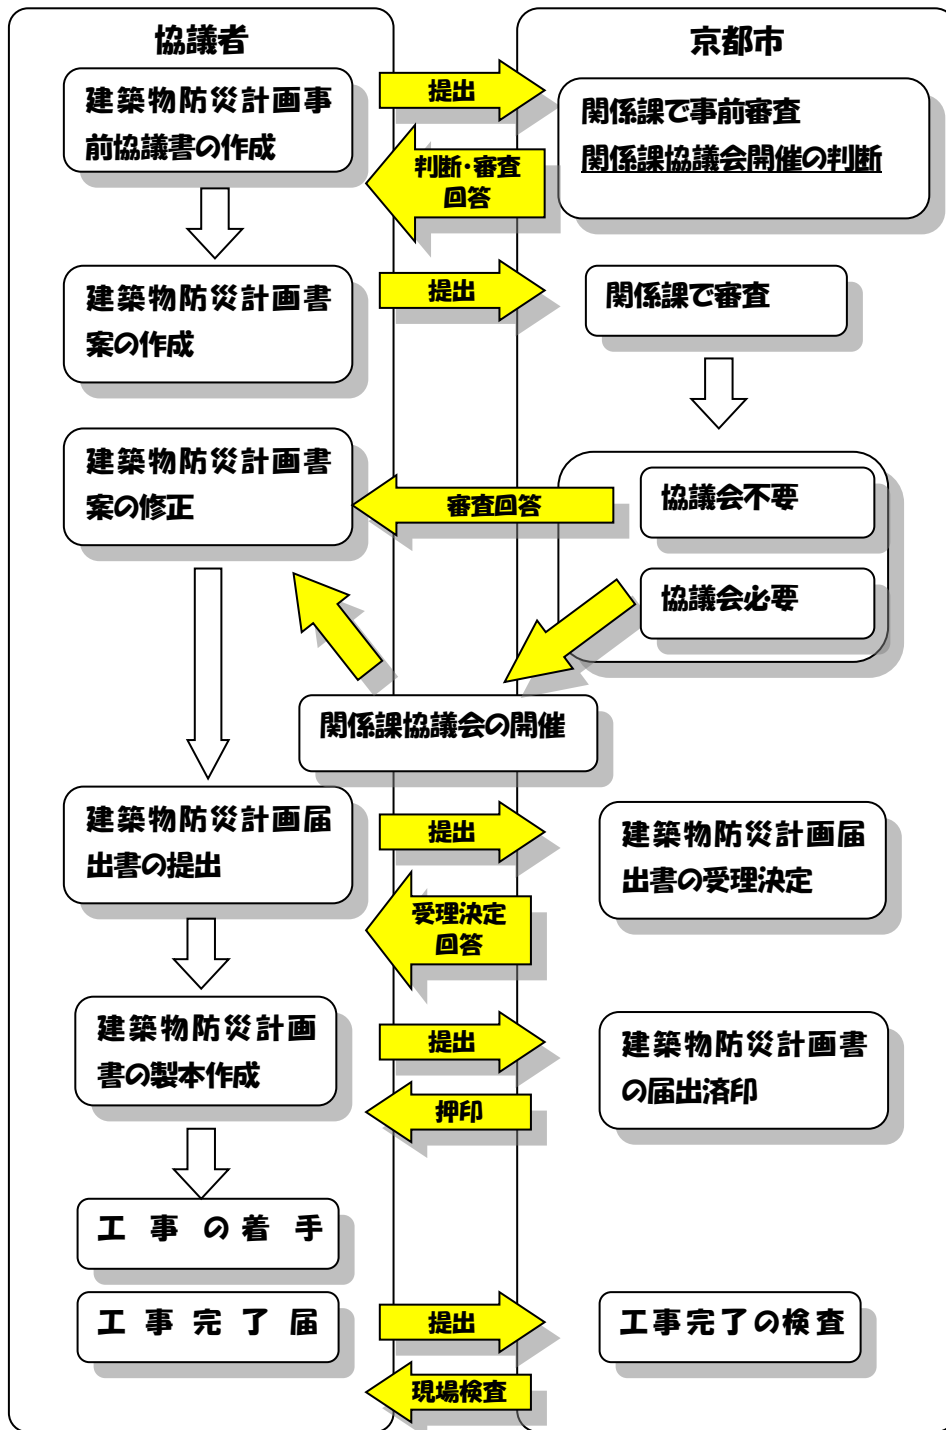 協議者
京都市
建築物防災計画事
前協議書の作成
提出
関係課で事前審査
関係課協議会開催の判断
判断・審査
回答
建築物防災計画書
案の作成
提出
関係課で審査
建築物防災計画書
案の修正
審査回答
協議会不要
協議会必要
関係課協議会の開催
建築物防災計画届
出書の提出
提出
建築物防災計画届
出書の受理決定
受理決定
回答
建築物防災計画
書の製本作成
提出
建築物防災計画書
の届出済印
押印
工事の着手
工事完了届
提出
工事完了の検査
現場検査